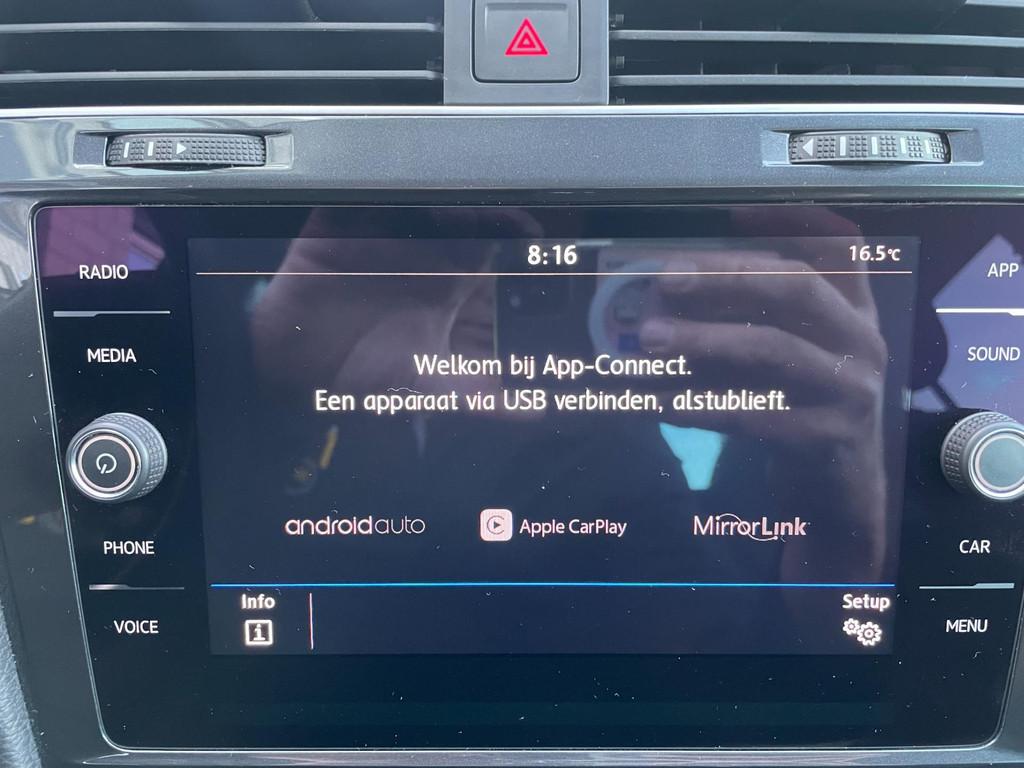 RADIO
MEDIA
PHONE
VOICE
8:16
16.5°C
Welkom bij App-Connect.
Een apparaat via USB verbinden, alstublieft.
androidauto
Apple CarPlay
MirrorLink
Info
Setup
APP
SOUND
CAR
MENU